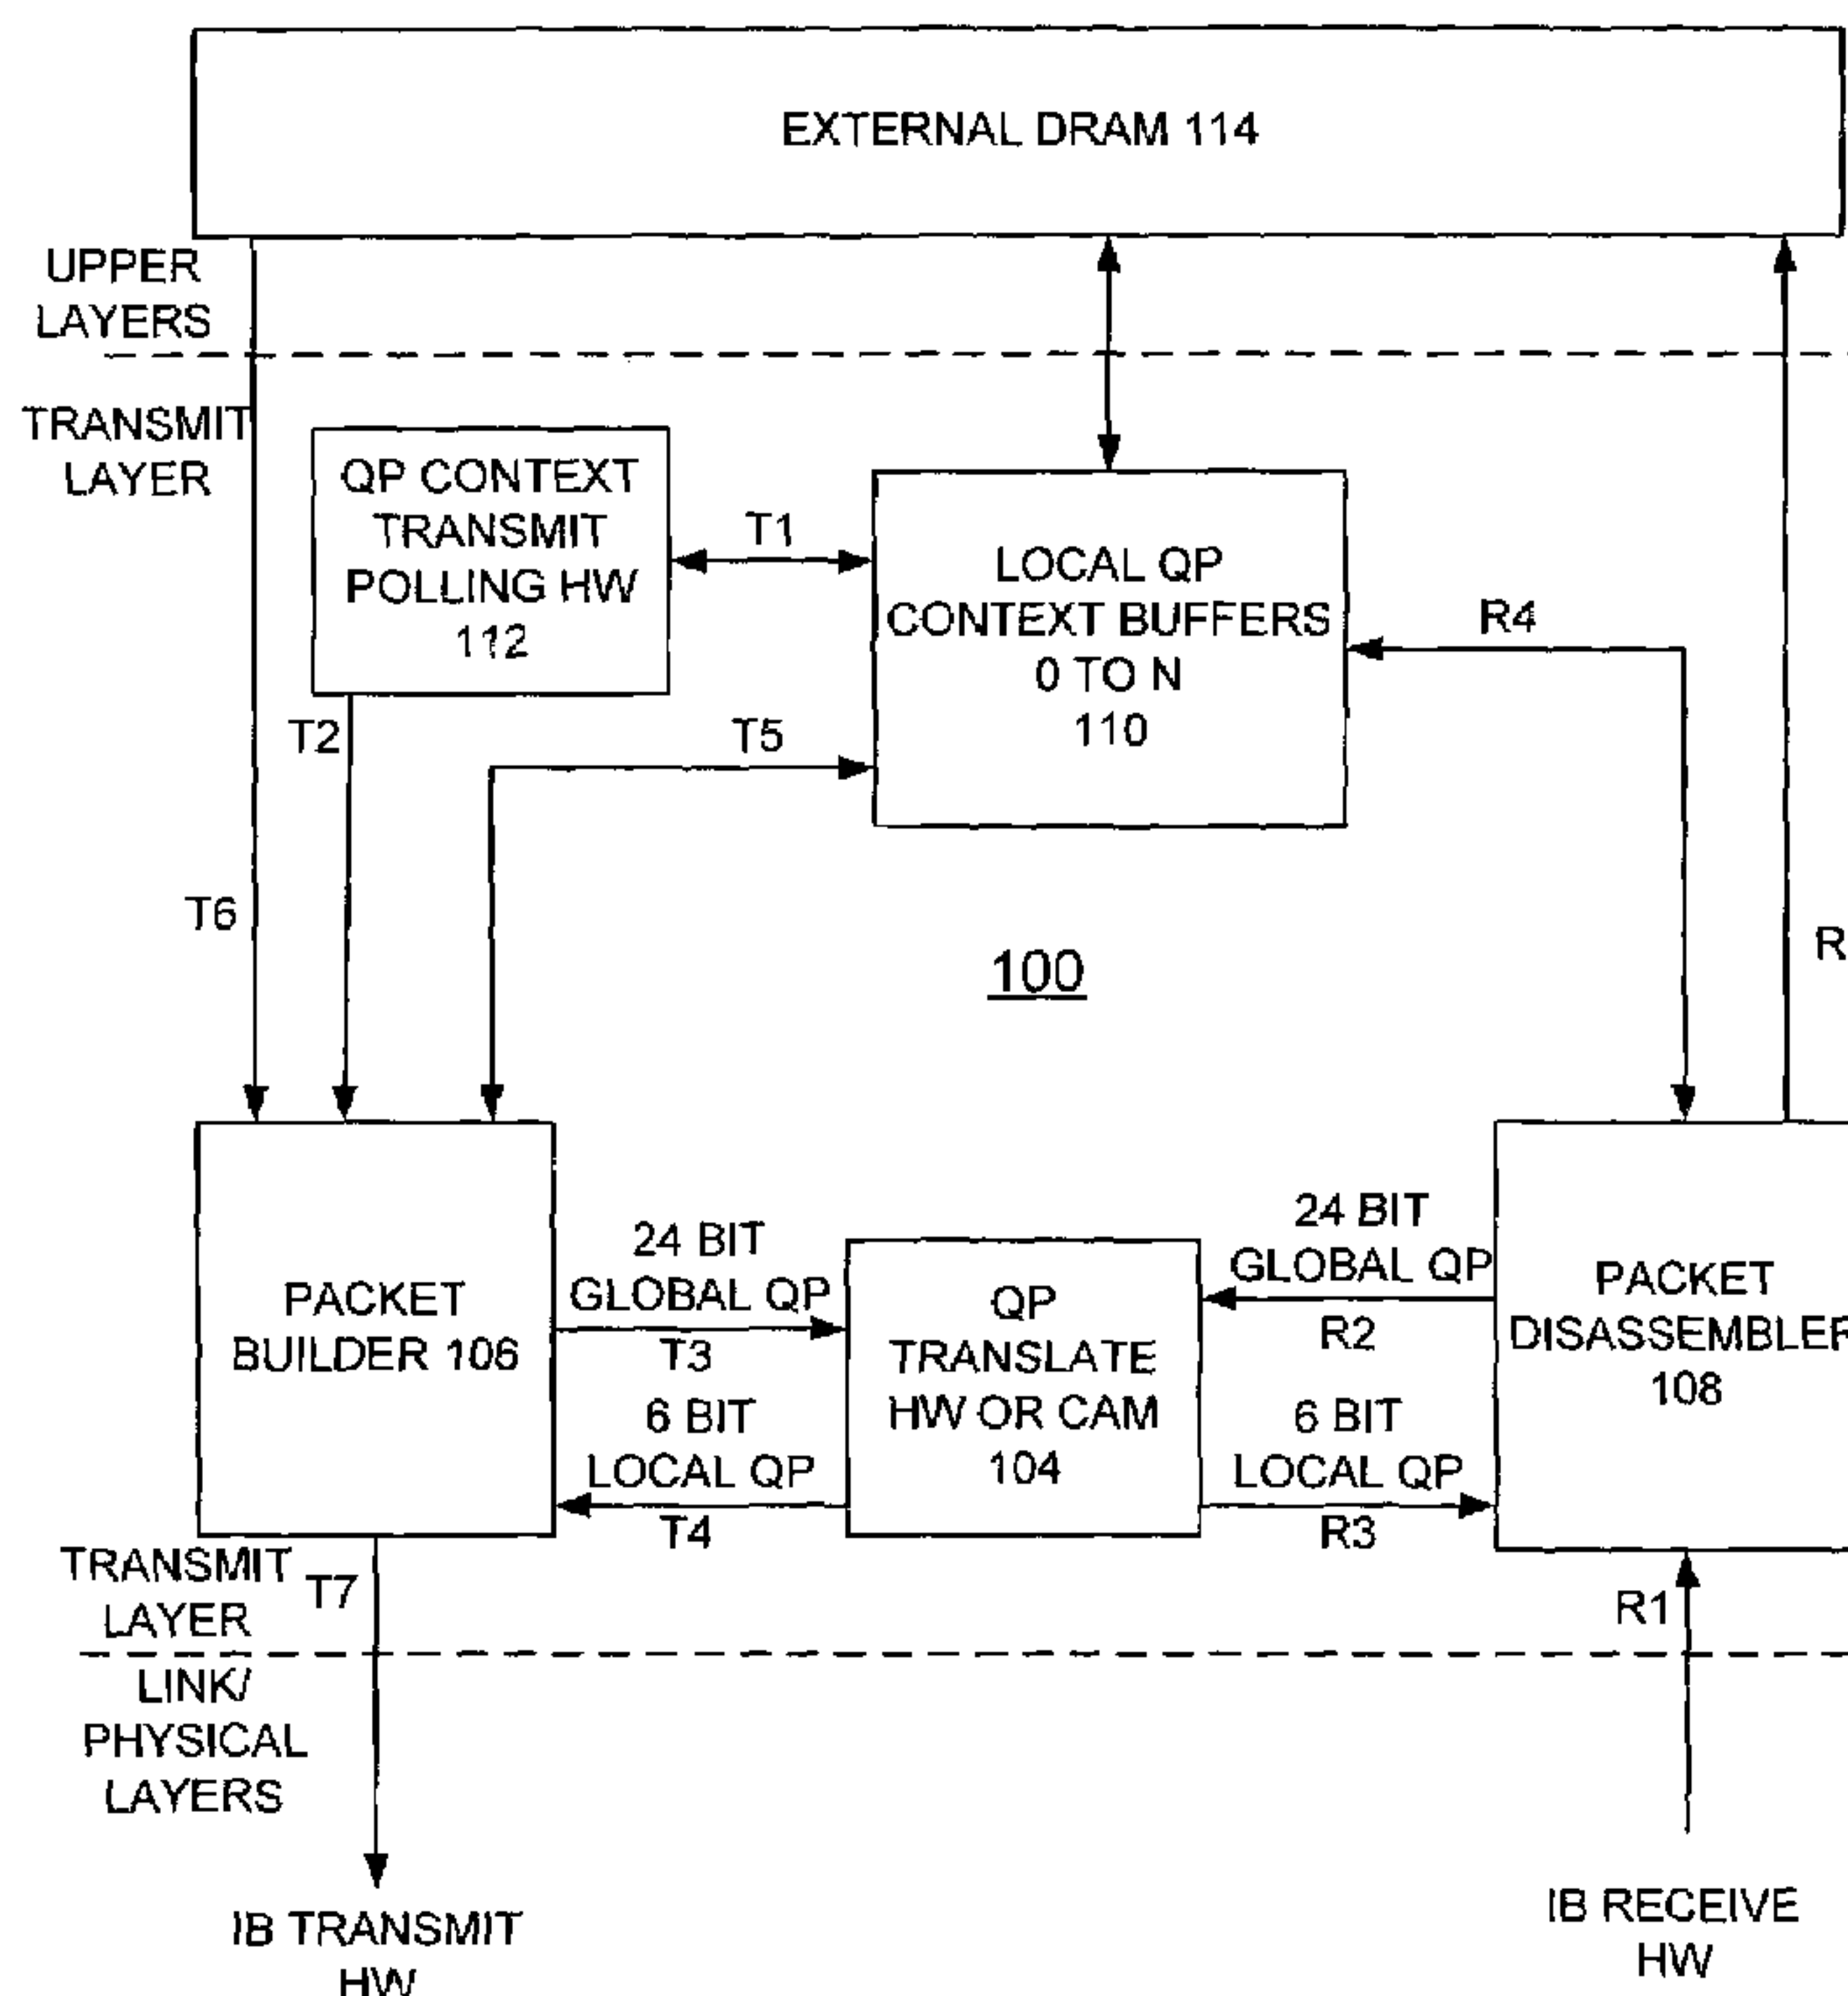 EXTERNAL DRAM 114
UPPER
LAYERS
TRANSMIT
LAYER
QP CONTEXT
TRANSMIT
POLLING HW
112
T1
LOCAL QP
CONTEXT BUFFERS
0 TO N
110
R4
T2
T5
T6
100
R
PACKET
BUILDER 106
24 BIT
GLOBAL QP
T3
6 BIT
LOCAL QP
T4
QP
TRANSLATE
HW OR CAM
104
24 BIT
GLOBAL QP
R2
6 BIT
LOCAL QP
R3
PACKET
DISASSEMBLER
108
TRANSMIT
LAYER
T7
R1
LINK/
PHYSICAL
LAYERS
IB TRANSMIT
HW
IB RECEIVE
HW